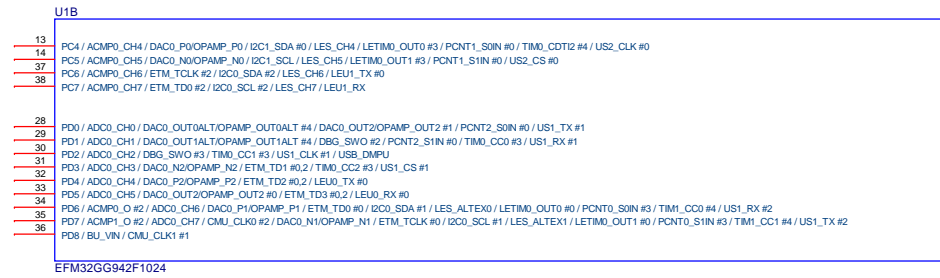 U1B
13 PC4 / ACMP0_CH4 / DAC0_P0/OPAMP_P0 / I2C1_SDA #0 / LES_CH4 / LETIM0_OUT0 #3 / PCNT1_S0IN #0 / TIM0_CDTI2 #4 / US2_CLK #0
14 PC5 / ACMP0_CH5 / DAC0_N0/OPAMP_N0 / I2C1_SCL / LES_CH5 / LETIM0_OUT1 #3 / PCNT1_S1IN #0 / US2_CS #0
37 PC6 / ACMP0_CH6 / ETM_TCLK #2 / I2C0_SDA #2 / LES_CH6 / LEU1_TX #0
38 PC7 / ACMP0_CH7 / ETM_TD0 #2 / I2C0_SCL #2 / LES_CH7 / LEU1_RX
28 PD0 / ADC0_CH0 / DAC0_OUT0ALT/OPAMP_OUT0ALT #4 / DAC0_OUT2/OPAMP_OUT2 #1 / PCNT2_S0IN #0 / US1_TX #1
29 PD1 / ADC0_CH1 / DAC0_OUT1ALT/OPAMP_OUT1ALT #4 / DBG_SWO #2 / PCNT2_S1IN #0 / TIM0_CC0 #3 / US1_RX #1
30 PD2 / ADC0_CH2 / DBG_SWO #3 / TIM0_CC1 #3 / US1_CLK #1 / USB_DMPU
31 PD3 / ADC0_CH3 / DAC0_N2/OPAMP_N2 / ETM_TD1 #0,2 / TIM0_CC2 #3 / US1_CS #1
32 PD4 / ADC0_CH4 / DAC0_P2/OPAMP_P2 / ETM_TD2 #0,2 / LEU0_TX #0
33 PD5 / ADC0_CH5 / DAC0_OUT2/OPAMP_OUT2 #0 / ETM_TD3 #0,2 / LEU0_RX #0
34 PD6 / ACMP0_O #2 / ADC0_CH6 / DAC0_P1/OPAMP_P1 / ETM_TD0 #0 / I2C0_SDA #1 / LES_ALTEX0 / LETIM0_OUT0 #0 / PCNT0_S0IN #3 / TIM1_CC0 #4 / US1_RX #2
35 PD7 / ACMP1_O #2 / ADC0_CH7 / CMU_CLK0 #2 / DAC0_N1/OPAMP_N1 / ETM_TCLK #0 / I2C0_SCL #1 / LES_ALTEX1 / LETIM0_OUT1 #0 / PCNT0_S1IN #3 / TIM1_CC1 #4 / US1_TX #2
36 PD8 / BU_VIN / CMU_CLK1 #1
EFM32GG942F1024